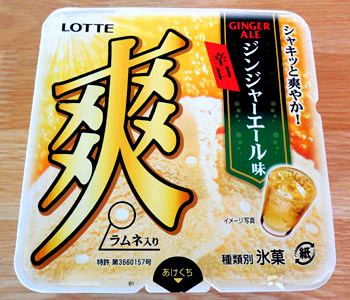 LOTTE
爽
GINGER
ALE
辛口
ジンジャーエール味
シャキッと爽やか!
ラムネ入り
特許 第3660157号
イメージ写真
種類別 氷菓
紙
あけくち